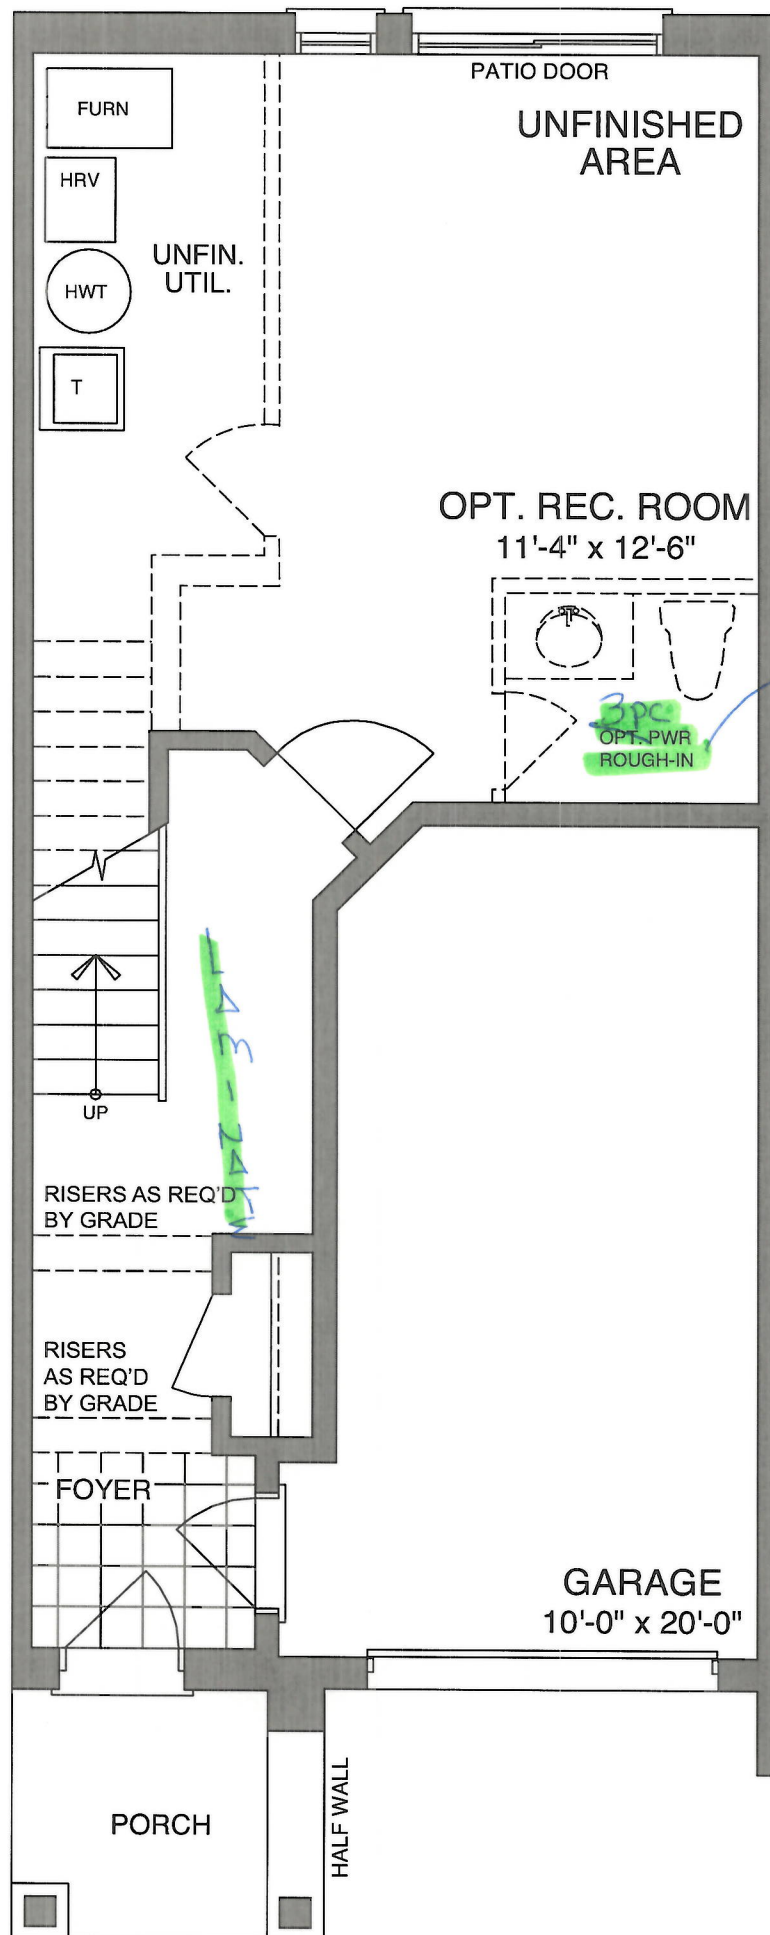 PATIO DOOR
FURN
UNFINISHED
AREA
HRV
UNFIN.
UTIL.
HWT
T
OPT. REC. ROOM
11'-4" x 12'-6"
3pc
OPT. PWR
ROUGH-IN
UP
RISERS AS REQ'D
BY GRADE
RISERS
AS REQ'D
BY GRADE
FOYER
GARAGE
10'-0" x 20'-0"
PORCH
HALF WALL